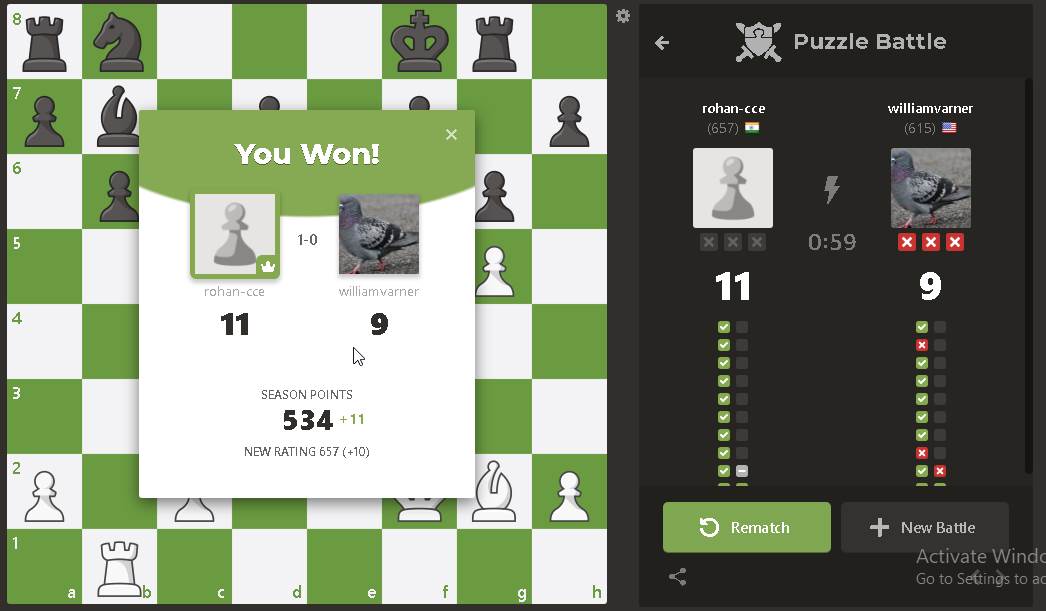 8
7
6
5
4
3
2
1
a
b
c
d
e
f
g
h
You Won!
1-0
rohan-cce
williamvarner
11
9
SEASON POINTS
534 +11
NEW RATING 657 (+10)
Puzzle Battle
rohan-cce
williamvarner
(657)
(615)
0:59
11
9
Rematch
New Battle
Activate Windo
Go to Settings to ac